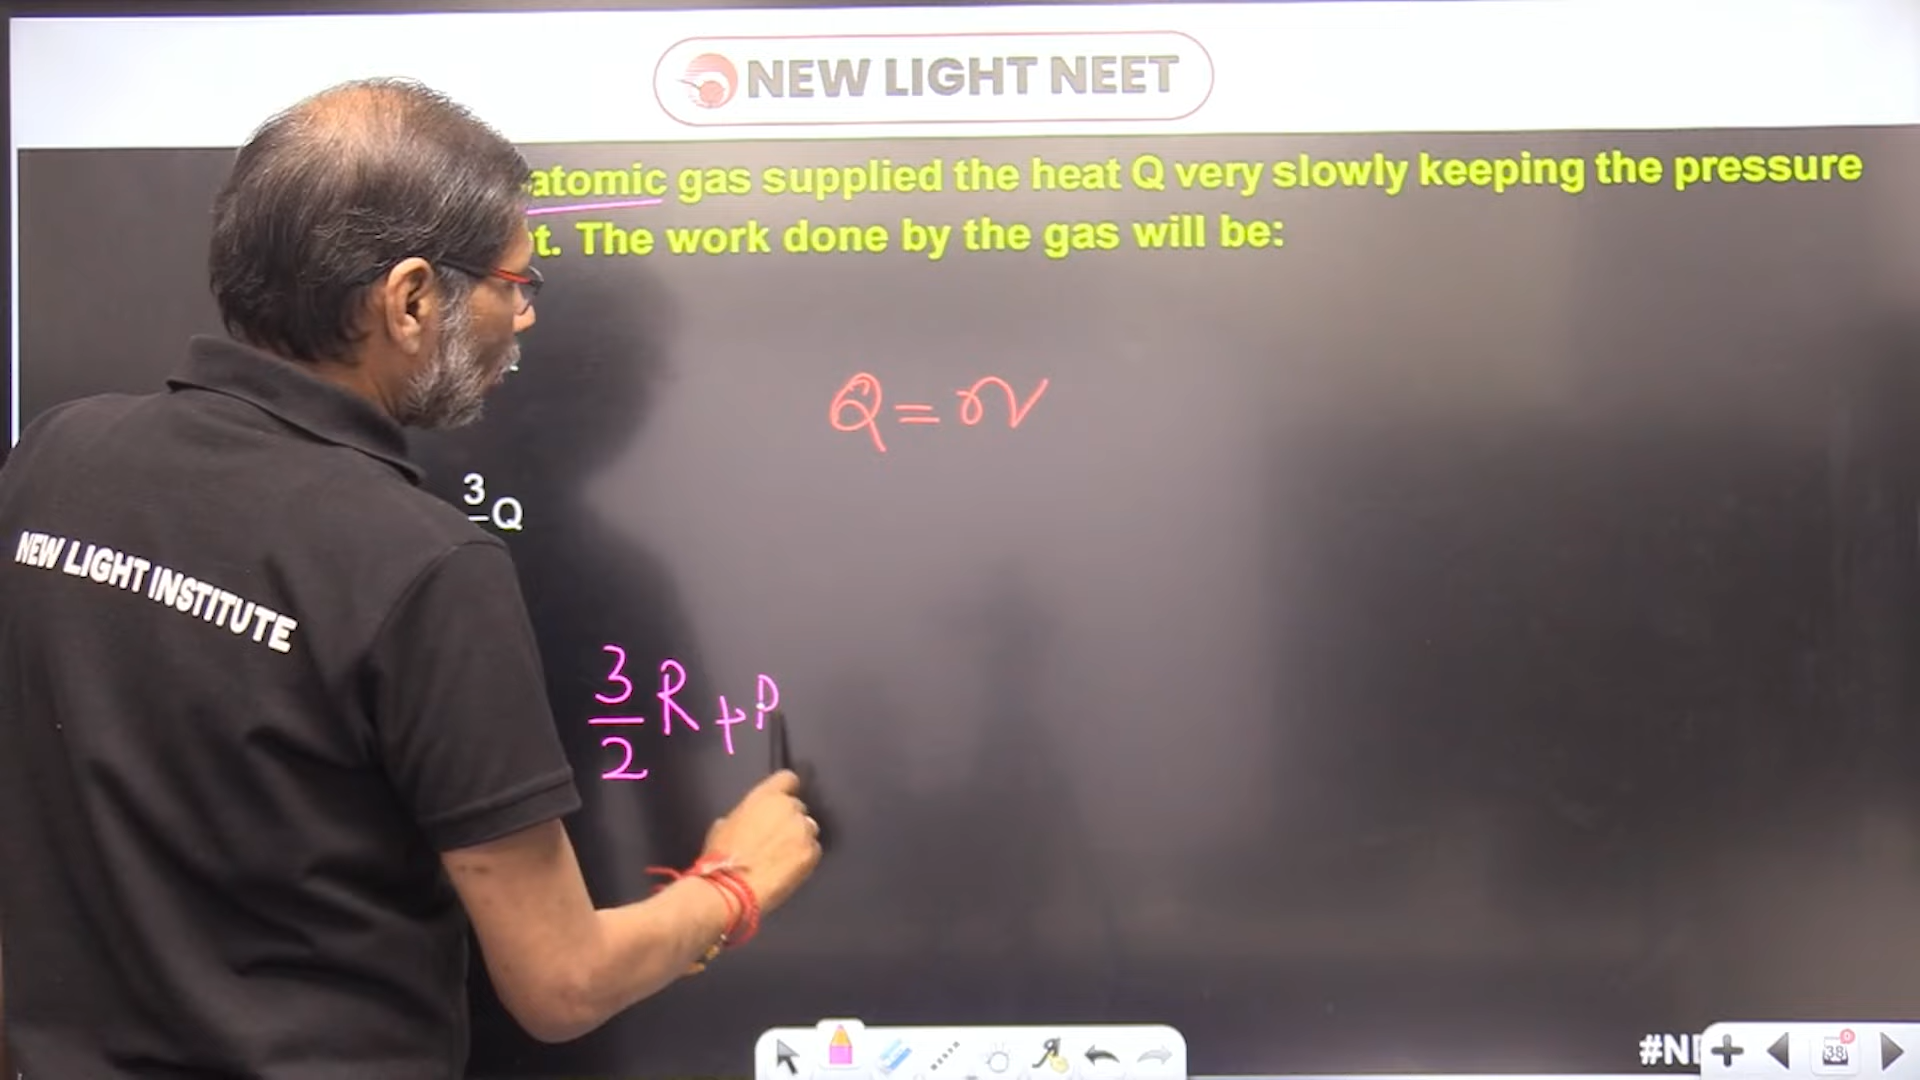 NEW LIGHT NEET
atomic gas supplied the heat Q very slowly keeping the pressure
t. The work done by the gas will be:
Q =
3
Q
NEW LIGHT INSTITUTE
3/2 R + P
38